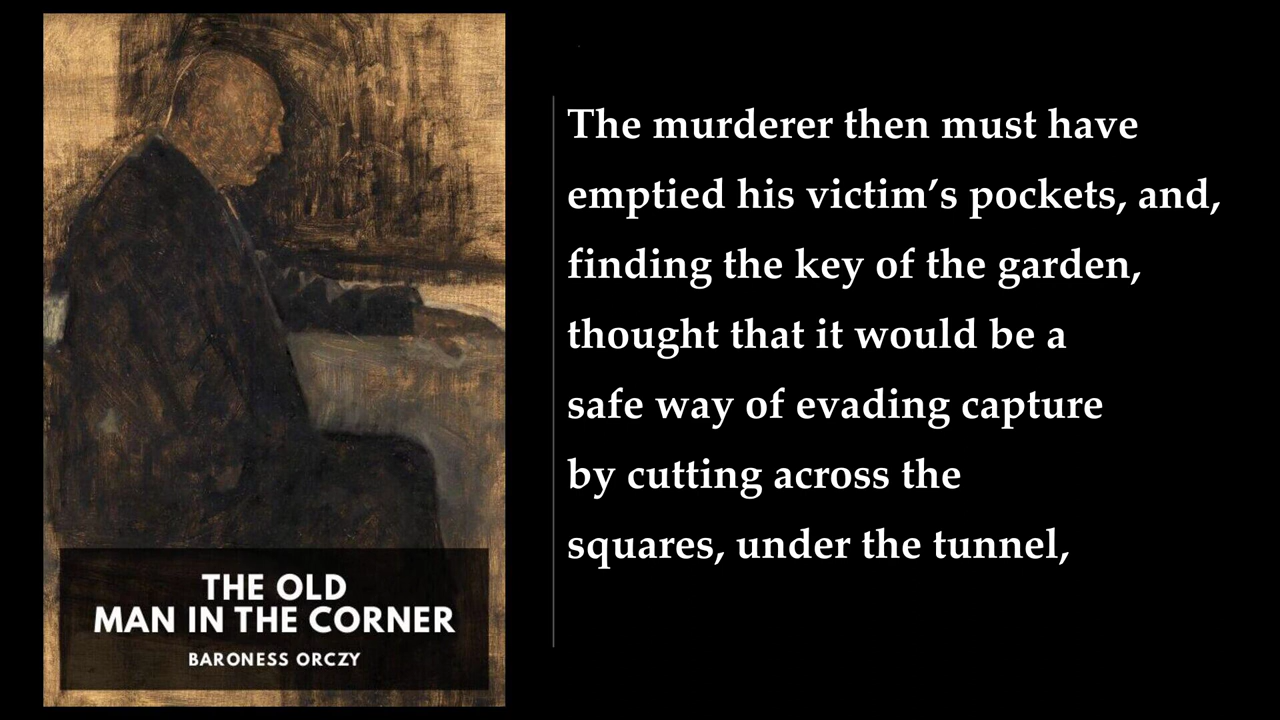 THE OLD
MAN IN THE CORNER
BARONESS ORCZY
The murderer then must have
emptied his victim’s pockets, and,
finding the key of the garden,
thought that it would be a
safe way of evading capture
by cutting across the
squares, under the tunnel,